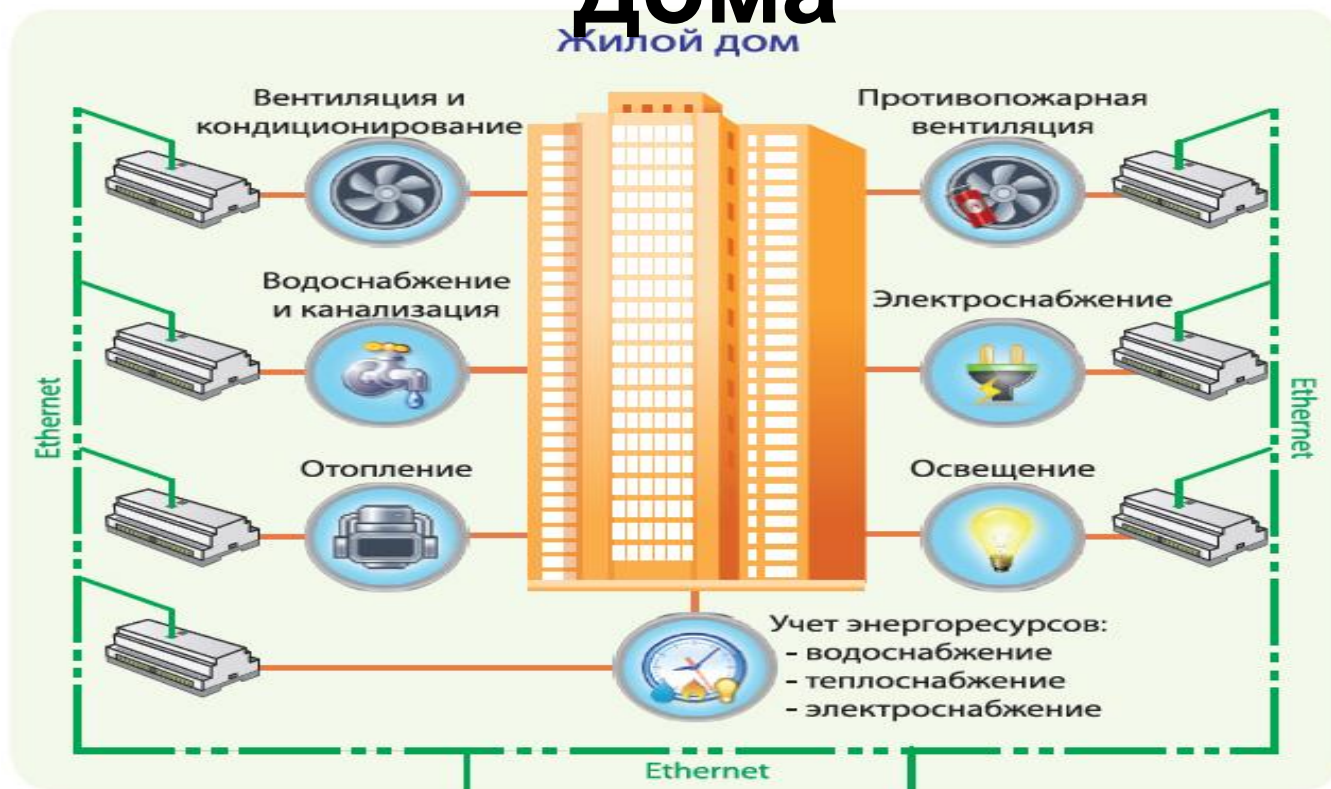 дома
Жилой дом
Вентиляция и
кондиционирование
Противопожарная
вентиляция
Водоснабжение
и канализация
Электроснабжение
Ethernet
Ethernet
Отопление
Освещение
Учет энергоресурсов:
- водоснабжение
- теплоснабжение
- электроснабжение
Ethernet